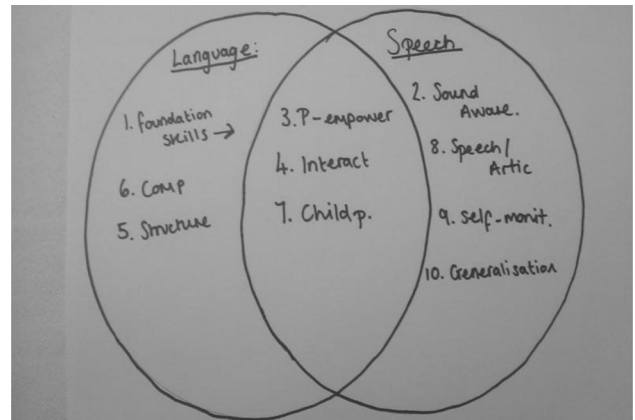 Language:
1. foundation
skills →
6. Comp
5. Structure
3. P-empower
4. Interact
7. Child p.
Speech
2. Sound
Aware.
8. Speech/
Artic
9. Self-monit.
10. Generalisation